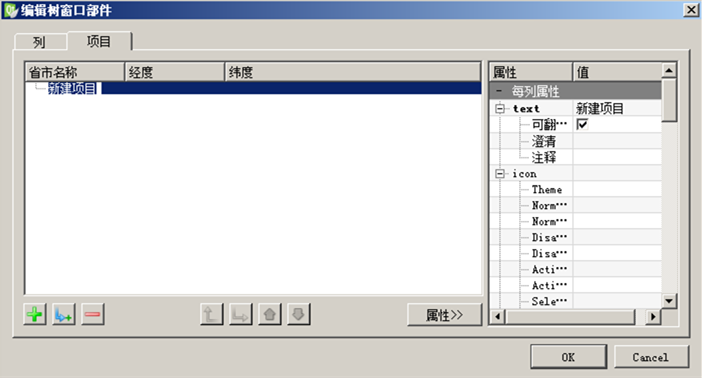 编辑树窗口部件
列 项目
省市名称 经度 纬度
新建项目
属性 值
- 每列属性
text 新建项目
可翻…
澄清
注释
icon
Theme
Norm…
Norm…
Disa…
Disa…
Acti…
Acti…
Sele…
属性>>
OK Cancel